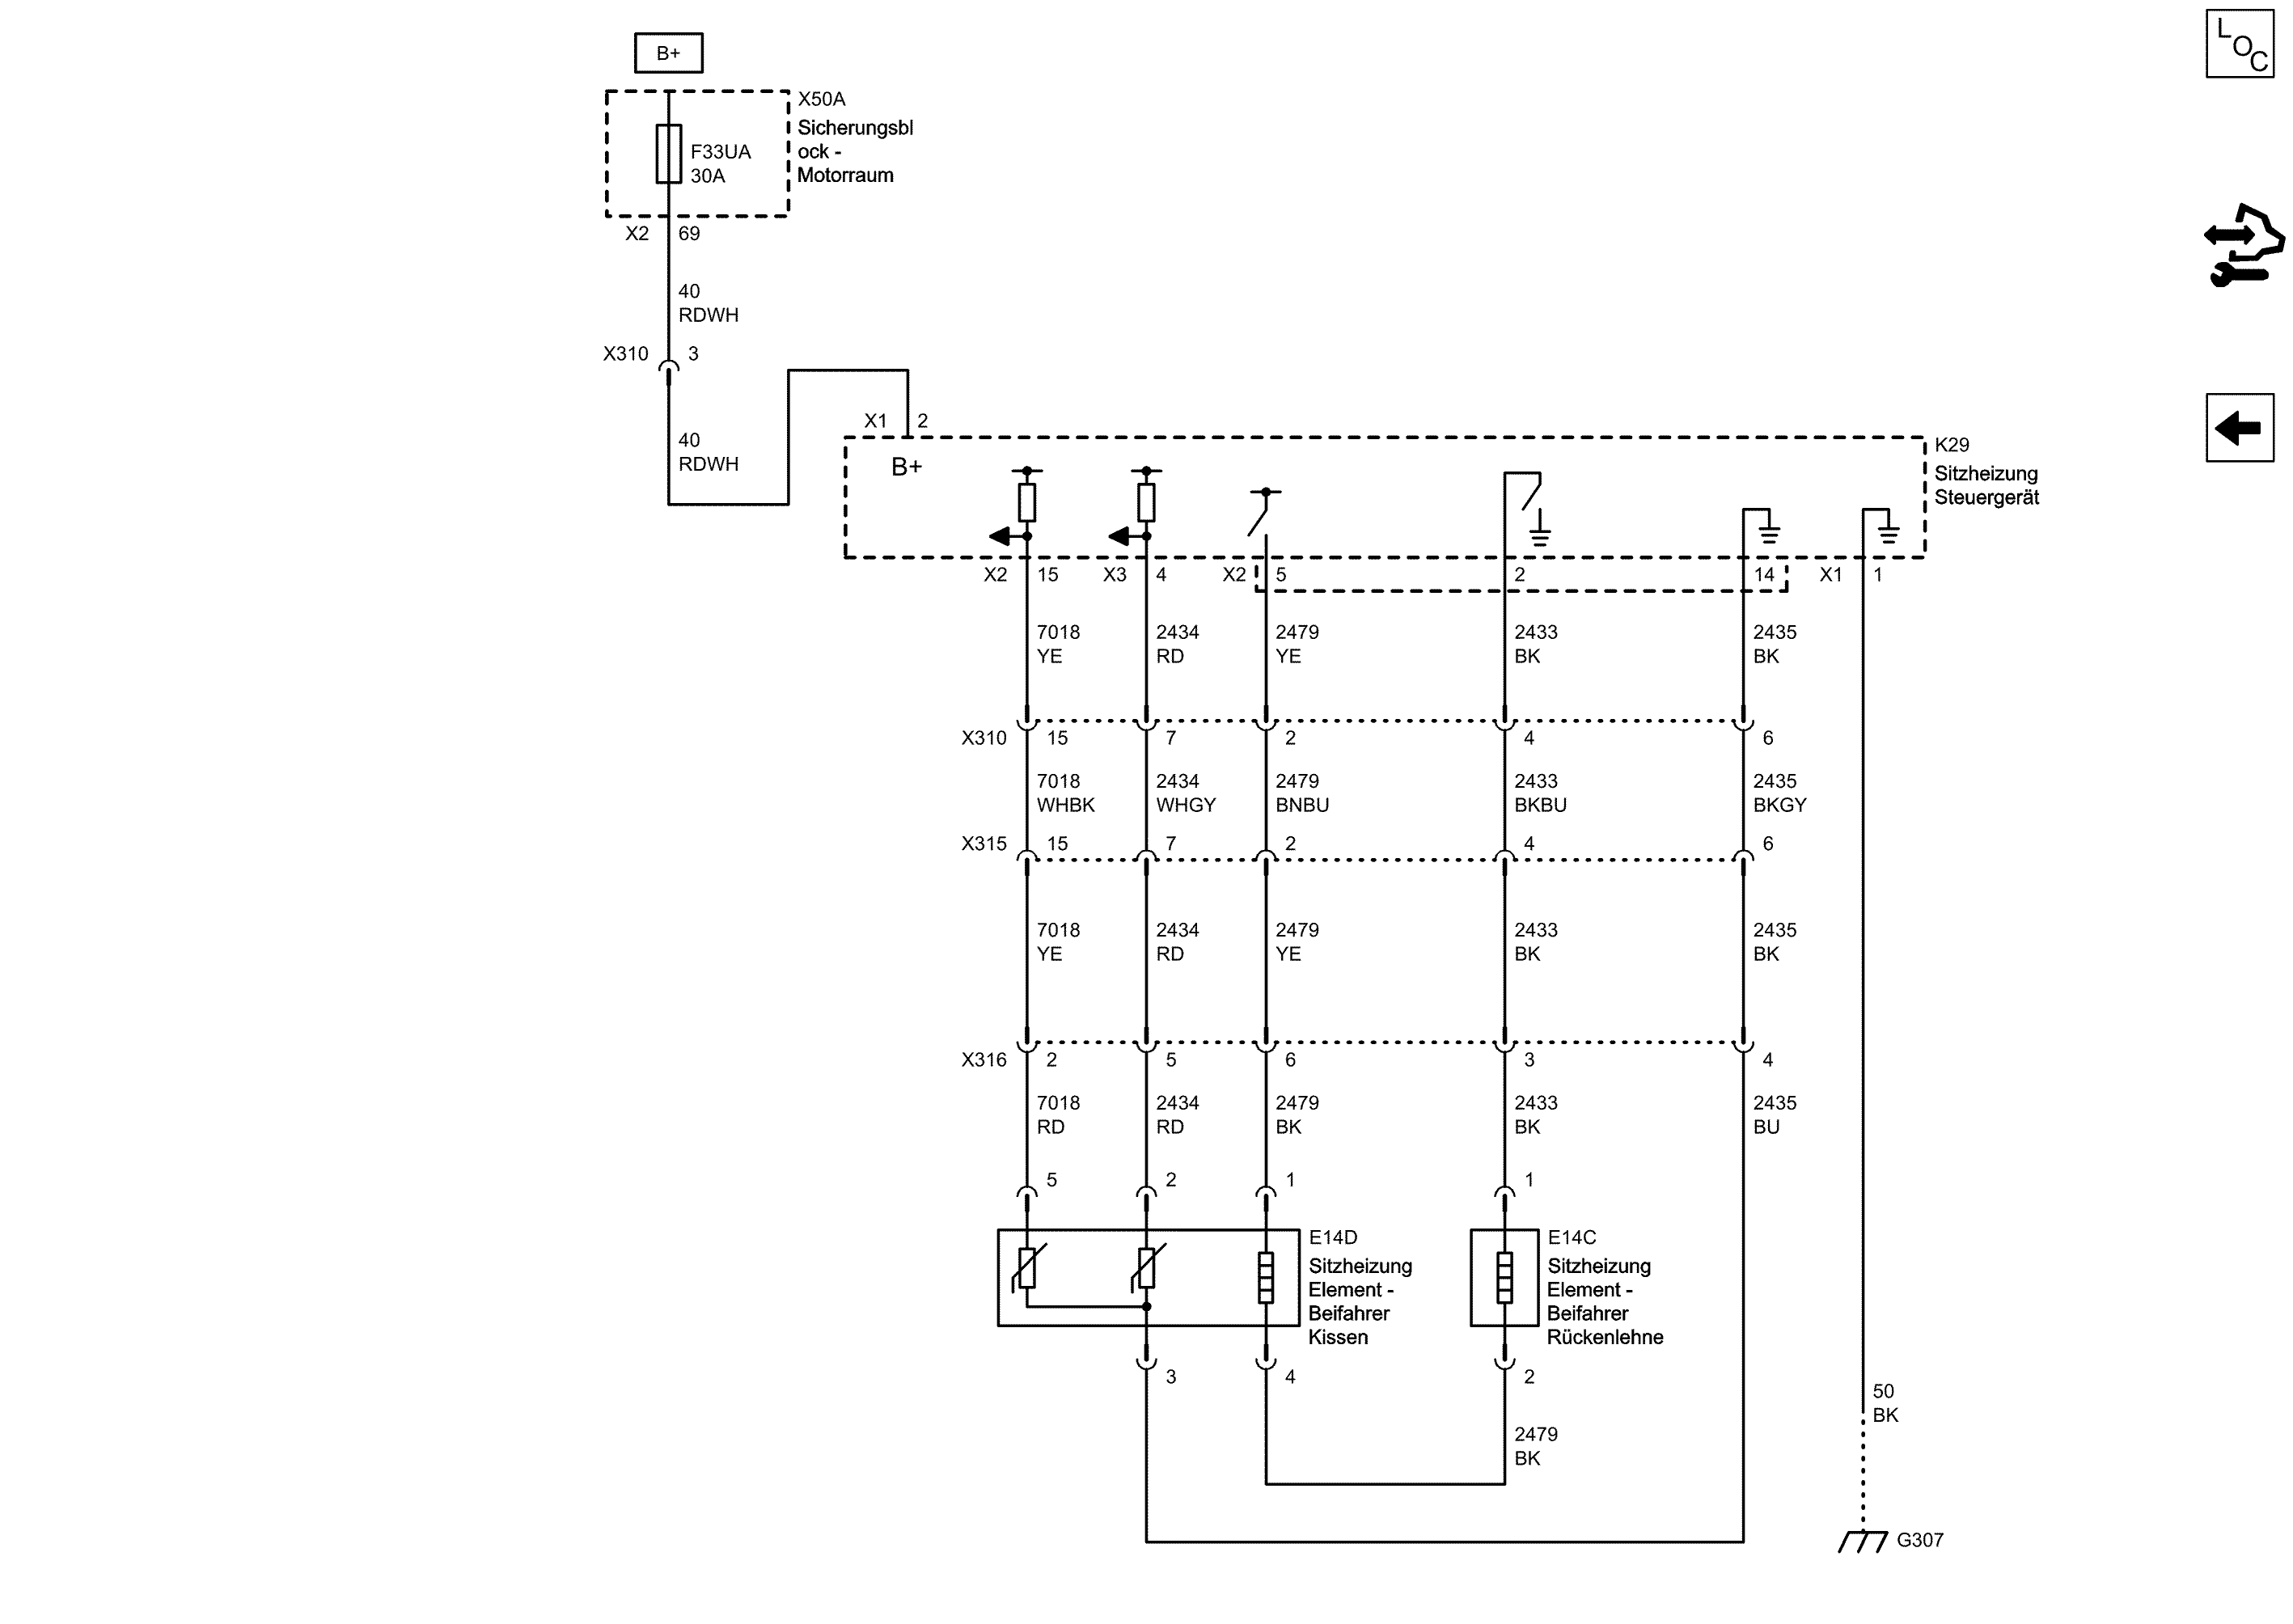 L
O
C
B+
X50A
Sicherungsbl
ock -
Motorraum
F33UA
30A
X2 69
40
RDWH
X310 3
40
RDWH
X1 2
B+
K29
Sitzheizung
Steuergerät
X2 15 X3 4 X2 5 2 14 X1 1
7018 2434 2479 2433 2435
YE RD YE BK BK
X310 15 7 2 4 6
7018 2434 2479 2433 2435
WHBK WHGY BNBU BKBU BKGY
X315 15 7 2 4 6
7018 2434 2479 2433 2435
YE RD YE BK BK
X316 2 5 6 3 4
7018 2434 2479 2433 2435
RD RD BK BK BU
5 2 1 1
E14D
Sitzheizung
Element -
Beifahrer
Kissen
E14C
Sitzheizung
Element -
Beifahrer
Rückenlehne
3 4 2
50
BK
2479
BK
G307